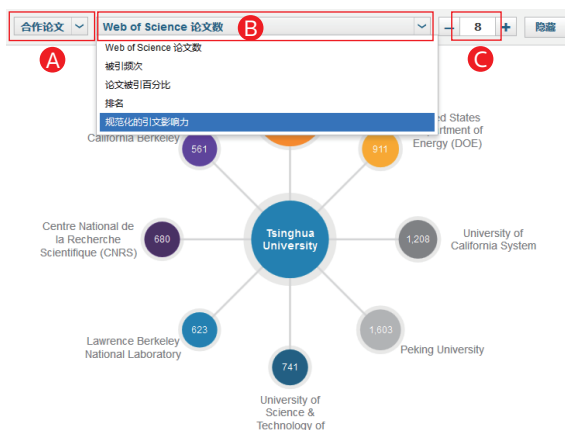 合作论文
Web of Science 论文数
B
8
隐藏
A
C
Web of Science 论文数
被引频次
论文被引百分比
排名
规范化的引文影响力
California Berkeley
561
911
ed States
partment of
Energy (DOE)
Centre National de
la Recherche
Scientifique (CNRS)
680
Tsinghua
University
1,208
University of
California System
Lawrence Berkeley
National Laboratory
623
1,603
Peking University
741
University of
Science &
Technology of